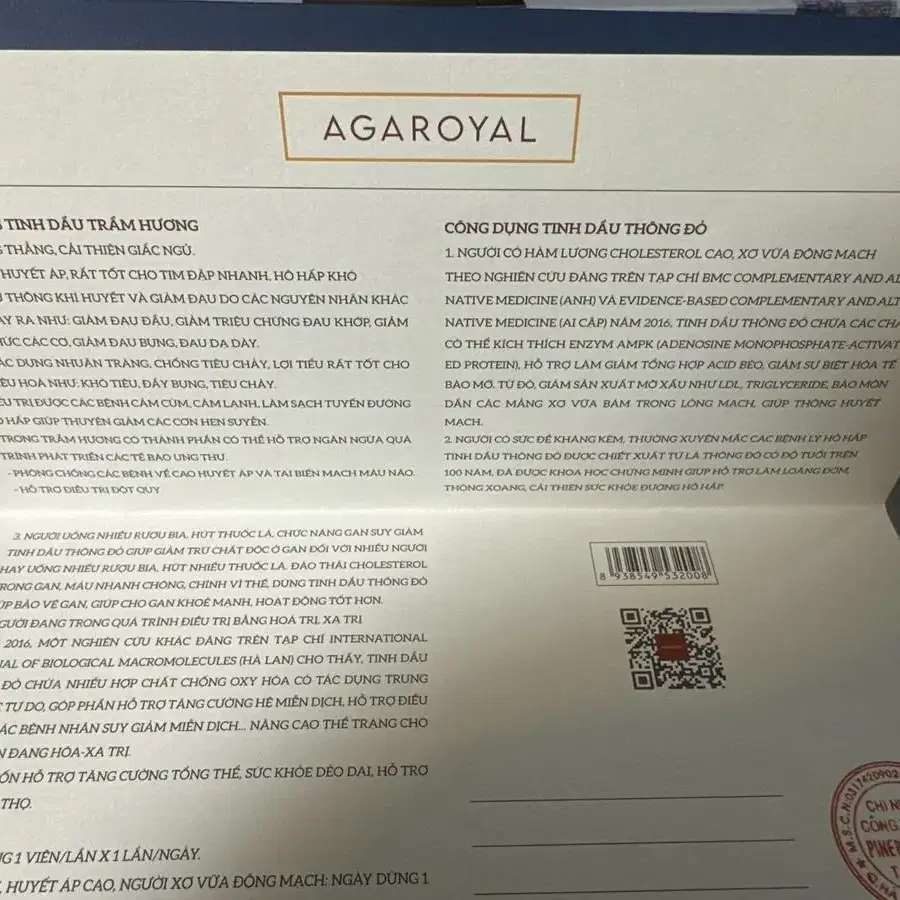 AGAROYAL
TINH DẦU TRẦM HƯƠNG
THẲNG, CẢI THIỆN GIẤC NGỦ.
HUYẾT ÁP, RẤT TỐT CHO TIM ĐẬP NHANH, HÔ HẤP KHÓ
THÔNG KHÍ HUYẾT VÀ GIẢM ĐAU DO CÁC NGUYÊN NHÂN KHÁC
RA NHƯ: GIẢM ĐAU ĐẦU, GIẢM TRIỆU CHỨNG ĐAU KHỚP, GIẢM
CÁC CƠ, GIẢM ĐAU BỤNG, ĐAU DẠ DÀY.
DỤNG NHUẬN TRÀNG, CHỐNG TIÊU CHẢY, LỢI TIỂU RẤT TỐT CHO
HOÁ NHƯ: KHÓ TIÊU, ĐẦY BỤNG, TIÊU CHẢY.
TRỊ ĐƯỢC CÁC BỆNH CẢM CÚM, CẢM LẠNH, LÀM SẠCH TUYẾN ĐƯỜNG
HẤP GIÚP THUYÊN GIẢM CÁC CƠN HEN SUYỄN.
TRONG TRẦM HƯƠNG CÓ THÀNH PHẦN CÓ THỂ HỖ TRỢ NGĂN NGỪA QUÁ
TRÌNH PHÁT TRIỂN CÁC TẾ BÀO UNG THƯ.
- PHÒNG CHỐNG CÁC BỆNH VỀ CAO HUYẾT ÁP VÀ TAI BIẾN MẠCH MÁU NÃO.
- HỖ TRỢ ĐIỀU TRỊ ĐỘT QUỴ
CÔNG DỤNG TINH DẦU THÔNG ĐỎ
1. NGƯỜI CÓ HÀM LƯỢNG CHOLESTEROL CAO, XƠ VỮA ĐỘNG MẠCH
THEO NGHIÊN CỨU ĐĂNG TRÊN TẠP CHÍ BMC COMPLEMENTARY AND
NATIVE MEDICINE (ANH) VÀ EVIDENCE-BASED COMPLEMENTARY AND
NATIVE MEDICINE (AI CẬP) NĂM 2016, TINH DẦU THÔNG ĐỎ CHỨA CÁC
CÓ THỂ KÍCH THÍCH ENZYM AMPK (ADENOSINE MONOPHOSPHATE-ACTIVAT
ED PROTEIN), HỖ TRỢ LÀM GIẢM TỔNG HỢP ACID BÉO, GIẢM SỰ BIỆT HÓA TẾ
BÀO MỠ. TỪ ĐÓ, GIẢM SẢN XUẤT MỠ XẤU NHƯ LDL, TRIGLYCERIDE, BÀO MÒN
DẦN CÁC MẢNG XƠ VỮA BÁM TRONG LÒNG MẠCH, GIÚP THÔNG HUYẾT
MẠCH.
2. NGƯỜI CÓ SỨC ĐỀ KHÁNG KÉM, THƯỜNG XUYÊN MẮC CÁC BỆNH LÝ HÔ HẤP
TINH DẦU THÔNG ĐỎ ĐƯỢC CHIẾT XUẤT TỪ LÁ THÔNG ĐỎ CÓ ĐỘ TUỔI TRÊN
100 NĂM, ĐÃ ĐƯỢC KHOA HỌC CHỨNG MINH GIÚP HỖ TRỢ LÀM LOÃNG ĐỜM,
THÔNG XOANG, CẢI THIỆN SỨC KHỎE ĐƯỜNG HÔ HẤP.
3. NGƯỜI UỐNG NHIỀU RƯỢU BIA, HÚT THUỐC LÁ, CHỨC NĂNG GAN SUY GIẢM
TINH DẦU THÔNG ĐỎ GIÚP GIẢM TRỪ CHẤT ĐỘC Ở GAN ĐỐI VỚI NHIỀU NGƯỜI
HAY UỐNG NHIỀU RƯỢU BIA, HÚT NHIỀU THUỐC LÁ. ĐÀO THẢI CHOLESTEROL
TRONG GAN, MÁU NHANH CHÓNG, CHÍNH VÌ THẾ, DÙNG TINH DẦU THÔNG ĐỎ
BẢO VỆ GAN, GIÚP CHO GAN KHOẺ MẠNH, HOẠT ĐỘNG TỐT HƠN.
ĐANG TRONG QUÁ TRÌNH ĐIỀU TRỊ BẰNG HOÁ TRỊ, XẠ TRỊ
2016, MỘT NGHIÊN CỨU KHÁC ĐĂNG TRÊN TẠP CHÍ INTERNATIONAL
OF BIOLOGICAL MACROMOLECULES (HÀ LAN) CHO THẤY, TINH DẦU
ĐỎ CHỨA NHIỀU HỢP CHẤT CHỐNG OXY HÓA CÓ TÁC DỤNG TRUNG
TỰ DO, GÓP PHẦN HỖ TRỢ TĂNG CƯỜNG HỆ MIỄN DỊCH, HỖ TRỢ ĐIỀU
BỆNH NHÂN SUY GIẢM MIỄN DỊCH... NÂNG CAO THỂ TRẠNG CHO
ĐANG HÓA-XẠ TRỊ.
HỖ TRỢ TĂNG CƯỜNG TỔNG THỂ, SỨC KHỎE DẺO DAI, HỖ TRỢ
THỌ.
1 VIÊN/LẦN X 1 LẦN/NGÀY.
HUYẾT ÁP CAO, NGƯỜI XƠ VỮA ĐỘNG MẠCH: NGÀY DÙNG 1
8 938549 532008
M.S.C.N:0317420902
CHI
CÔNG